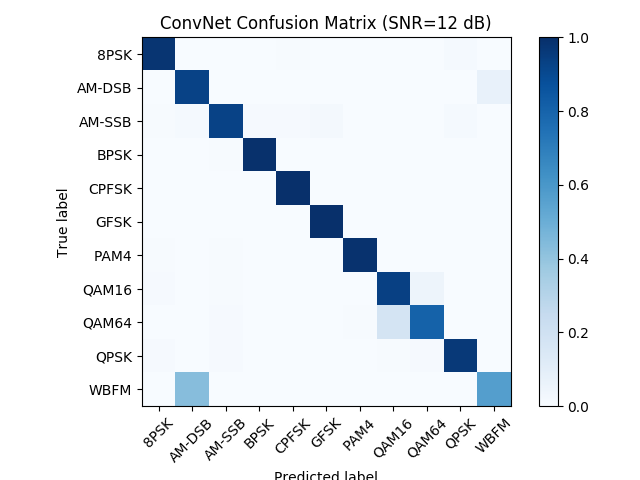 ConvNet Confusion Matrix (SNR=12 dB)
True label
8PSK
AM-DSB
AM-SSB
BPSK
CPFSK
GFSK
PAM4
QAM16
QAM64
QPSK
WBFM
8PSK
AM-DSB
AM-SSB
BPSK
CPFSK
GFSK
PAM4
QAM16
QAM64
QPSK
WBFM
Predicted label
1.0
0.8
0.6
0.4
0.2
0.0